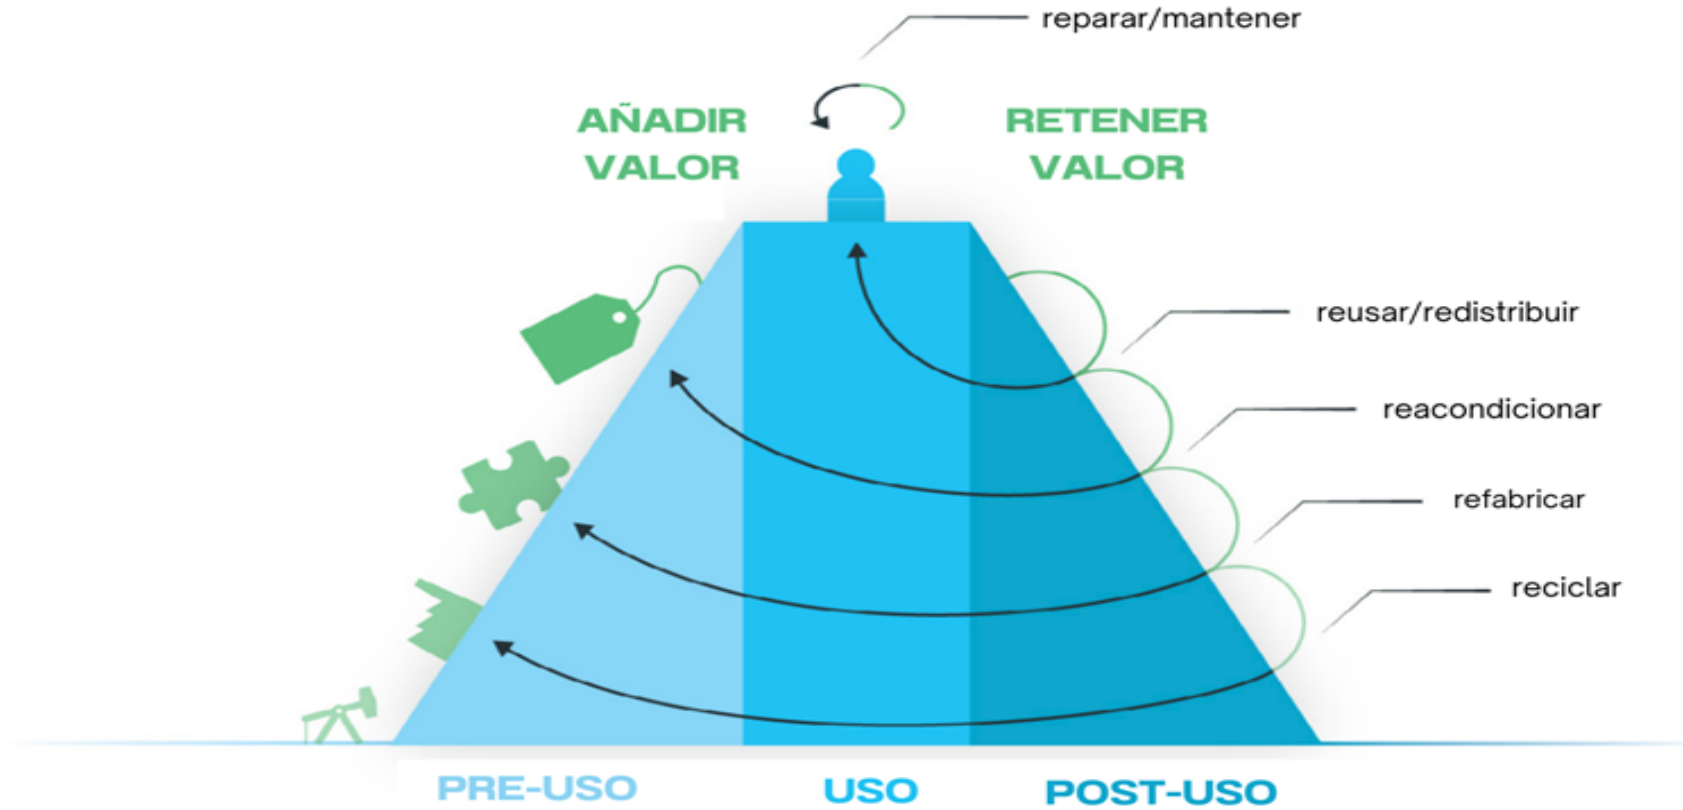 reparar/mantener
AÑADIR
VALOR
RETENER
VALOR
reusar/redistribuir
reacondicionar
refabricar
reciclar
PRE-USO
USO
POST-USO